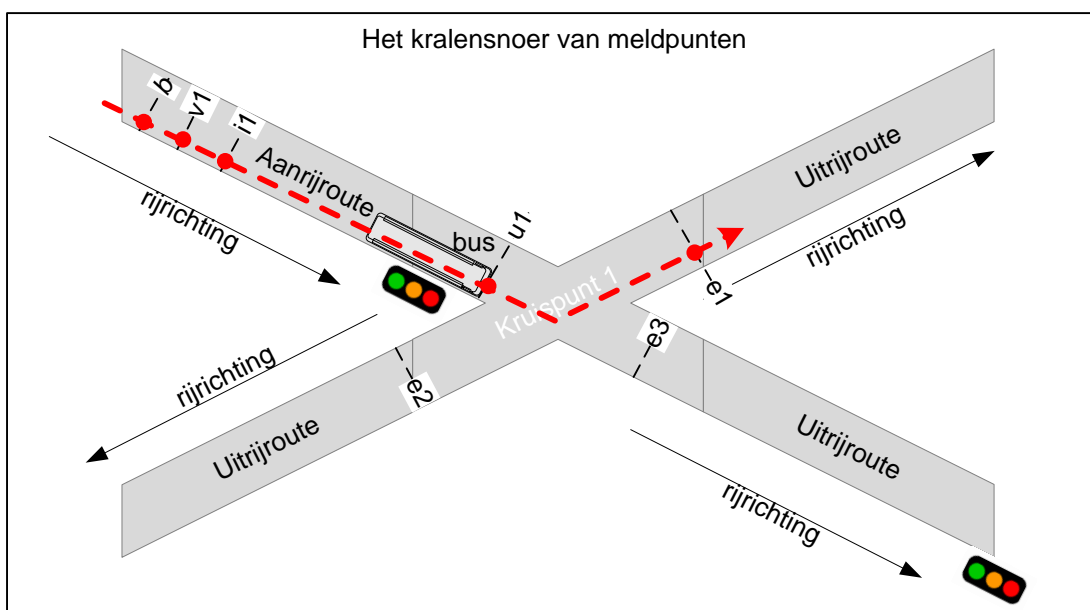 Het kralensnoer van meldpunten
b
v1
i1
Aanrijroute
rijrichting
bus
u1
Kruispunt 1
Uitrijroute
rijrichting
e1
e3
rijrichting
e2
Uitrijroute
Uitrijroute
rijrichting